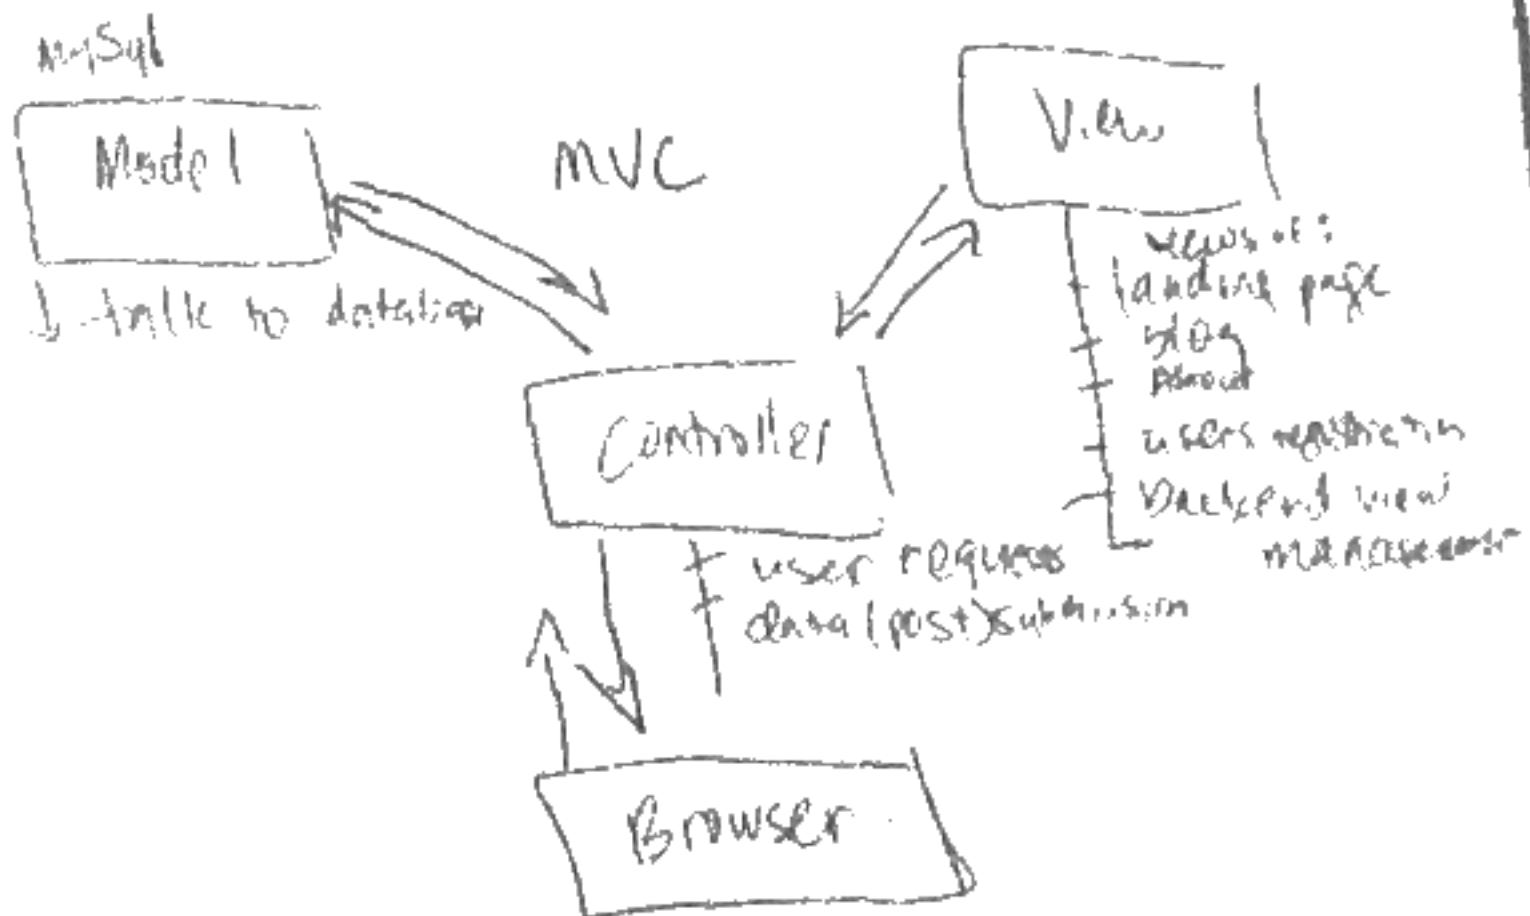 MySql
Model
MVC
View
talk to database
views of:
landing page
blog
About
users registration
backend view
management
Controller
user requests
data (post) submission
Browser